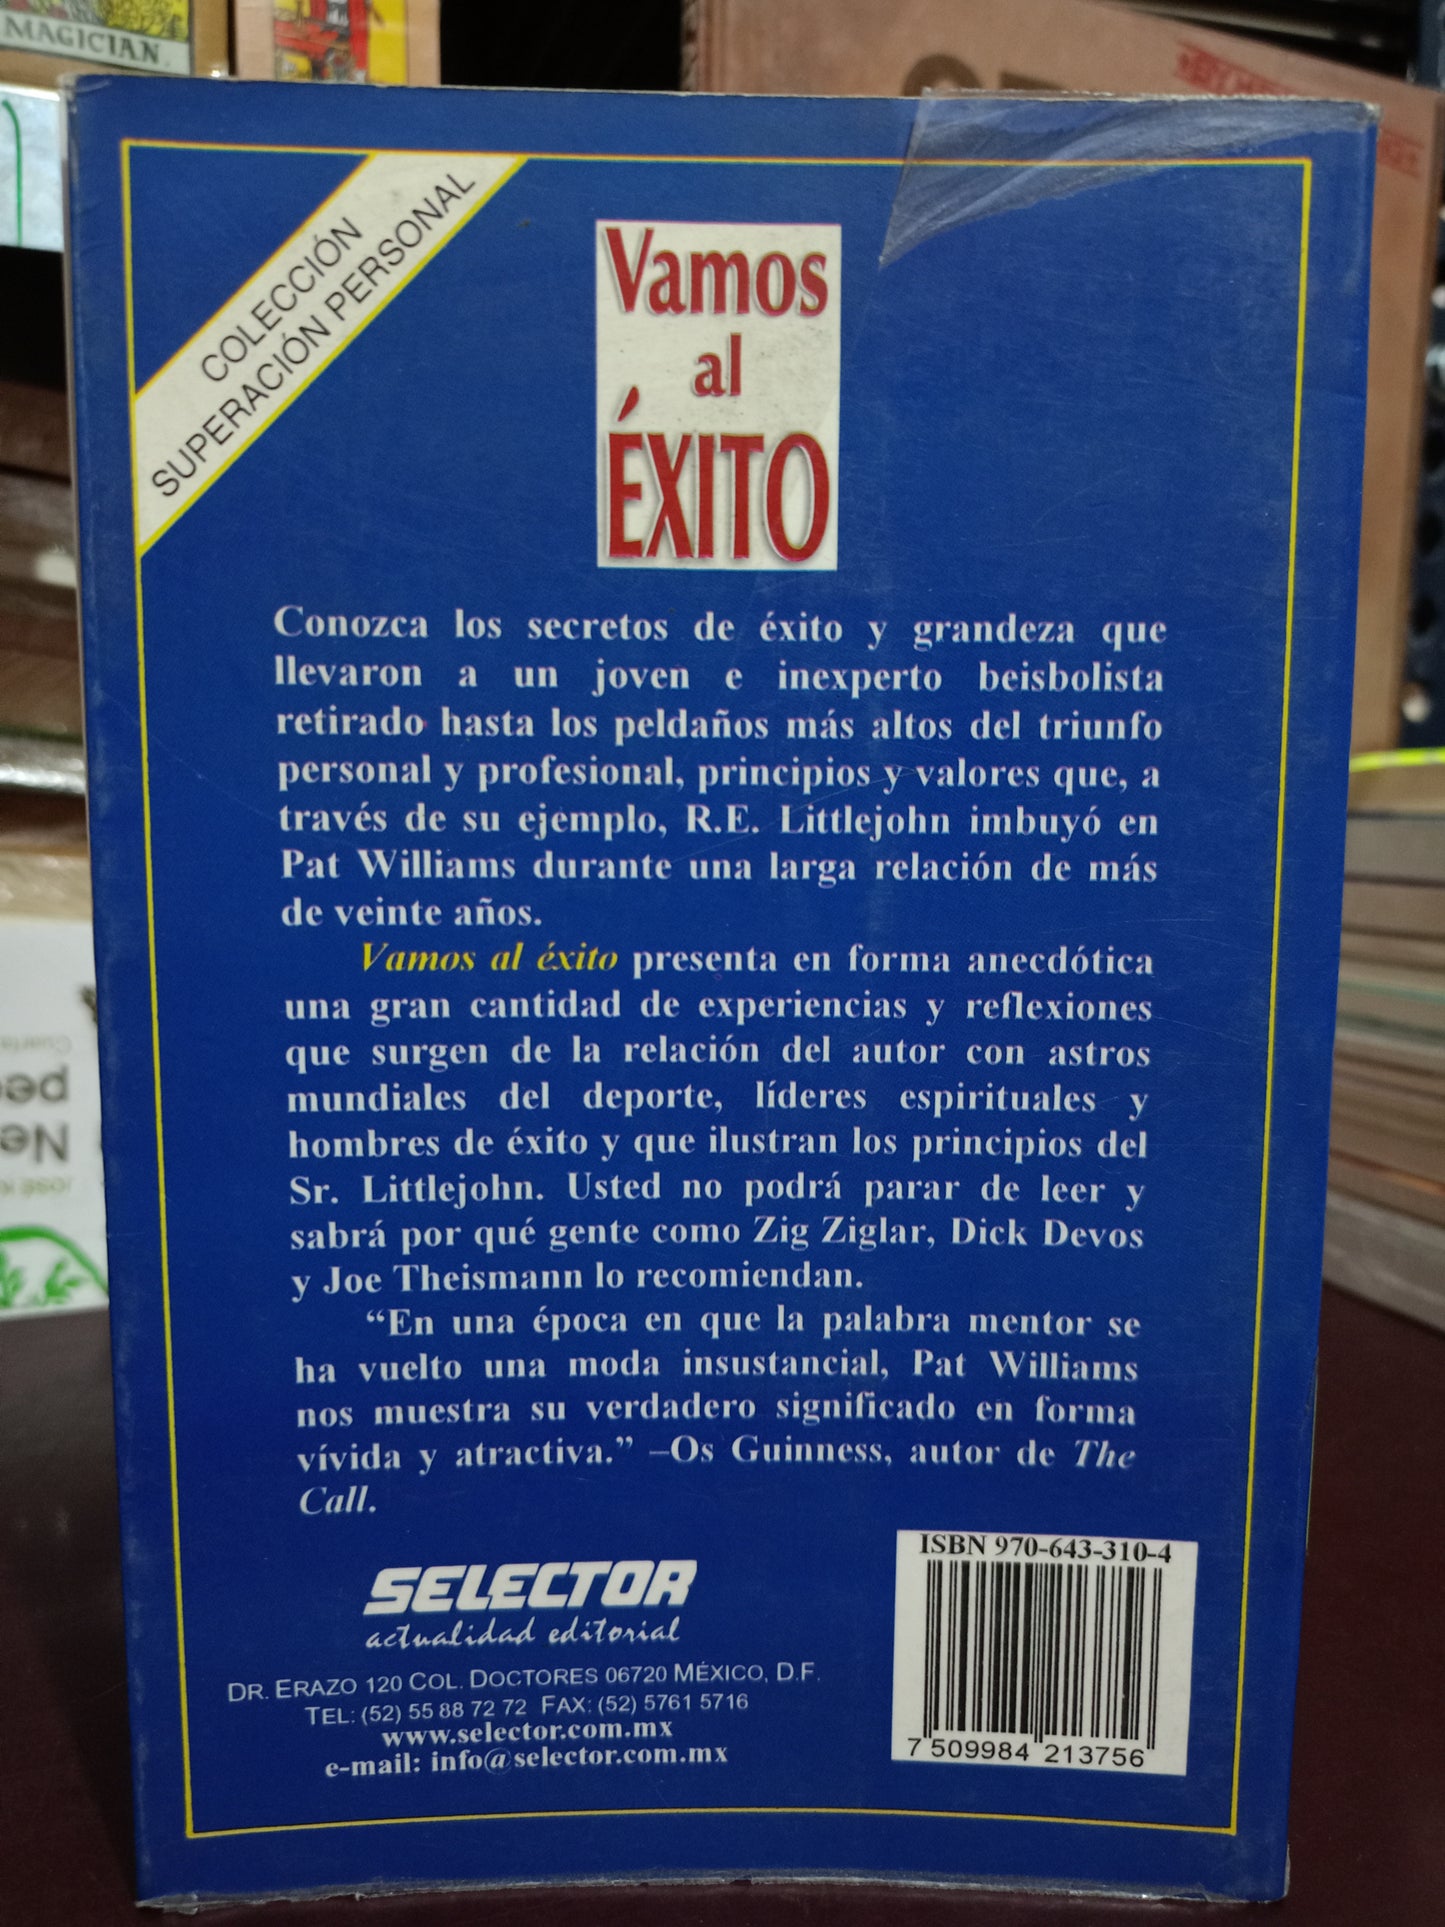 MAGICIAN.
COLECCIÓN
SUPERACIÓN PERSONAL
Vamos
al
ÉXITO
Conozca los secretos de éxito y grandeza que
llevaron a un joven e inexperto beisbolista
retirado hasta los peldaños más altos del triunfo
personal y profesional, principios y valores que, a
través de su ejemplo, R.E. Littlejohn imbuyó en
Pat Williams durante una larga relación de más
de veinte años.
Vamos al éxito presenta en forma anecdótica
una gran cantidad de experiencias y reflexiones
que surgen de la relación del autor con astros
mundiales del deporte, líderes espirituales y
hombres de éxito y que ilustran los principios del
Sr. Littlejohn. Usted no podrá parar de leer y
sabrá por qué gente como Zig Ziglar, Dick Devos
y Joe Theismann lo recomiendan.
“En una época en que la palabra mentor se
ha vuelto una moda insustancial, Pat Williams
nos muestra su verdadero significado en forma
vívida y atractiva.” –Os Guinness, autor de The
Call.
SELECTOR
actualidad editorial
DR. ERAZO 120 COL. DOCTORES 06720 MÉXICO, D.F.
TEL: (52) 55 88 72 72 FAX: (52) 5761 5716
www.selector.com.mx
e-mail: info@selector.com.mx
ISBN 970-643-310-4
7 509984 213756